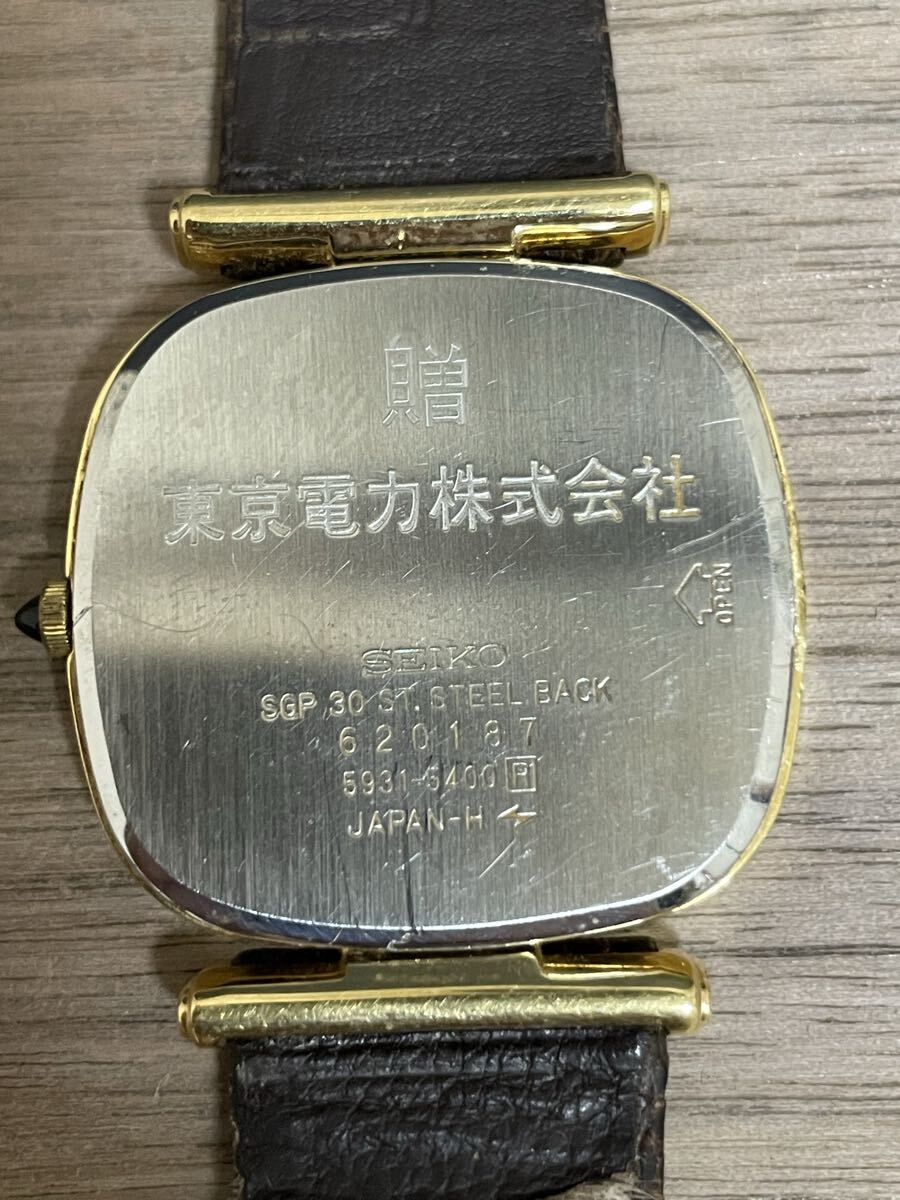 贈
東京電力株式会社
OPEN
SEIKO
SGP 30 ST. STEEL BACK
620187
5931-5400 P1
JAPAN-H